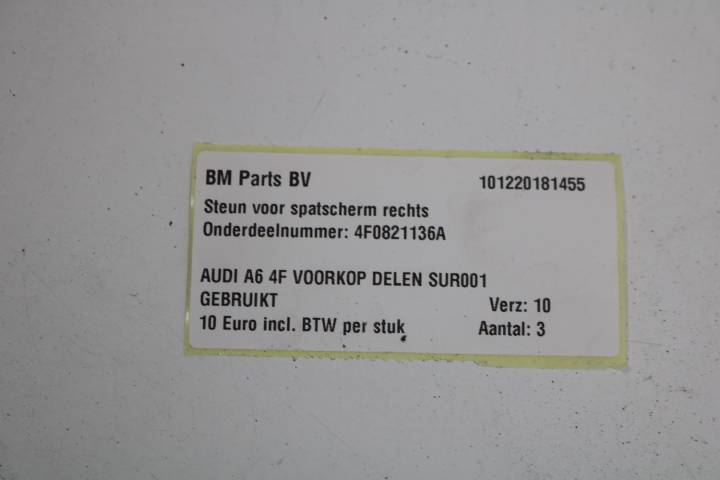 BM Parts BV 101220181455
Steun voor spatscherm rechts
Onderdeelnummer: 4F0821136A
AUDI A6 4F VOORKOP DELEN SUR001
GEBRUIKT Verz: 10
10 Euro incl. BTW per stuk Aantal: 3